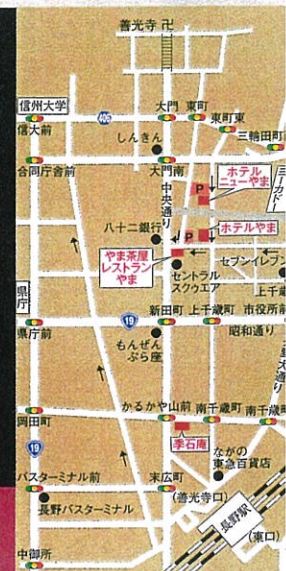 善光寺 卍
信州大学
406
大門
東町
信大前
東町東
しんきん
三輪田町
合同庁舎前
大門南
P
ホテル
ニューやま
中央通り
八十二銀行
P
ホテルやま
やま茶屋
レストラン
やま
セブンイレブン
セントラル
スクウェア
県庁
新田町
上千歳町
市役所前
19
県庁前
昭和通り
もんぜん
ぷら座
かるかや山前
南千歳町
南千歳
岡田町
季石庵
19
ながの
東急百貨店
バスターミナル前
末広町
(善光寺口)
長野バスターミナル
長野駅
(東口)
中御所